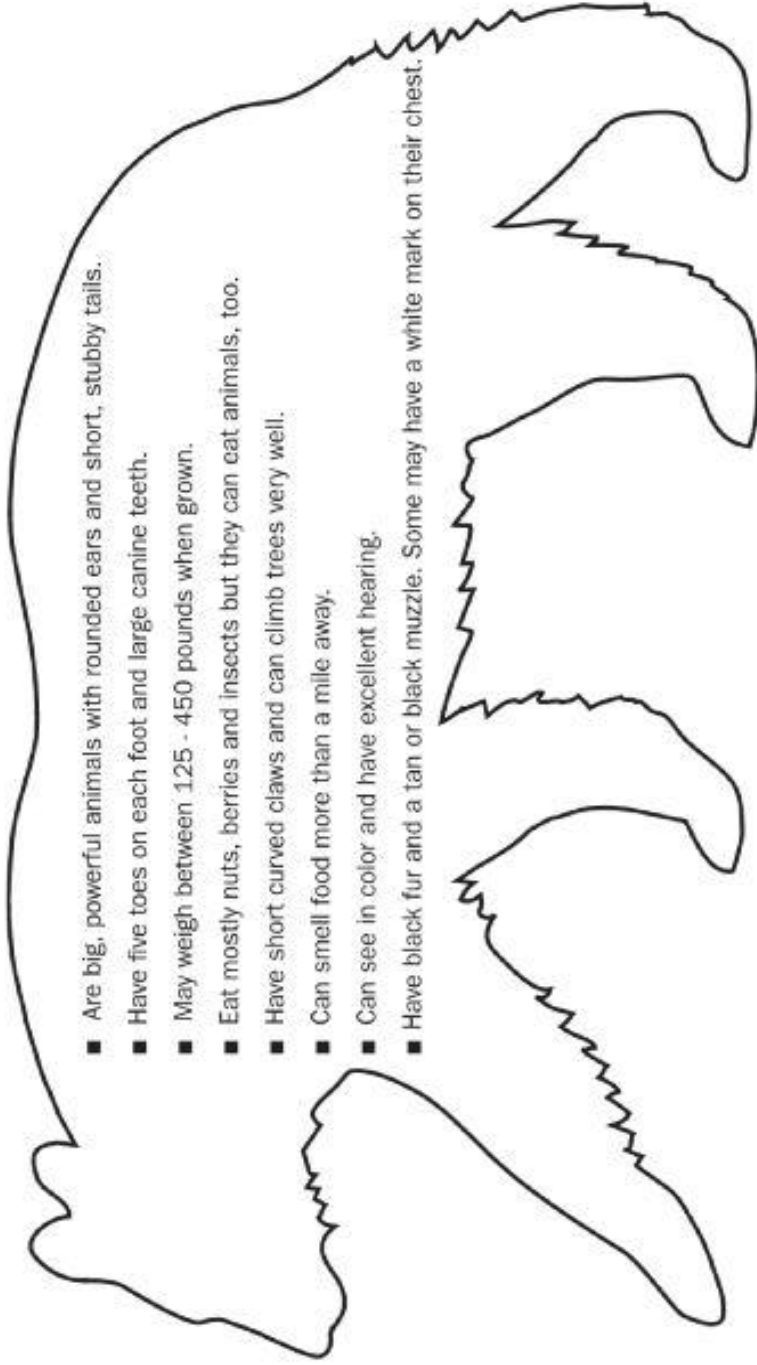 ■ Are big, powerful animals with rounded ears and short, stubby tails.
■ Have five toes on each foot and large canine teeth.
■ May weigh between 125 - 450 pounds when grown.
■ Eat mostly nuts, berries and insects but they can eat animals, too.
■ Have short curved claws and can climb trees very well.
■ Can smell food more than a mile away.
■ Can see in color and have excellent hearing.
■ Have black fur and a tan or black muzzle. Some may have a white mark on their chest.